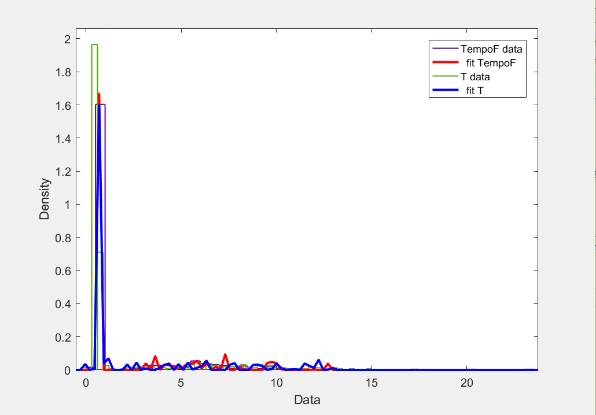 2
1.8
1.6
1.4
1.2
1
0.8
0.6
0.4
0.2
0
Density
TempoF data
fit TempoF
T data
fit T
0 5 10 15 20
Data